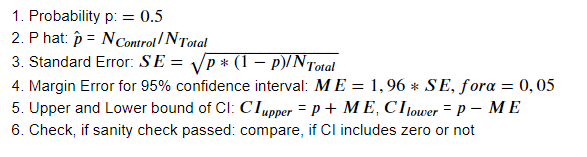 1. Probability p: = 0.5
2. P hat: p̂ = N_Control/N_Total
3. Standard Error: SE = √(p ∗ (1 − p)/N_Total)
4. Margin Error for 95% confidence interval: ME = 1, 96 ∗ SE, forα = 0, 05
5. Upper and Lower bound of CI: CI_upper = p + ME, CI_lower = p − ME
6. Check, if sanity check passed: compare, if CI includes zero or not